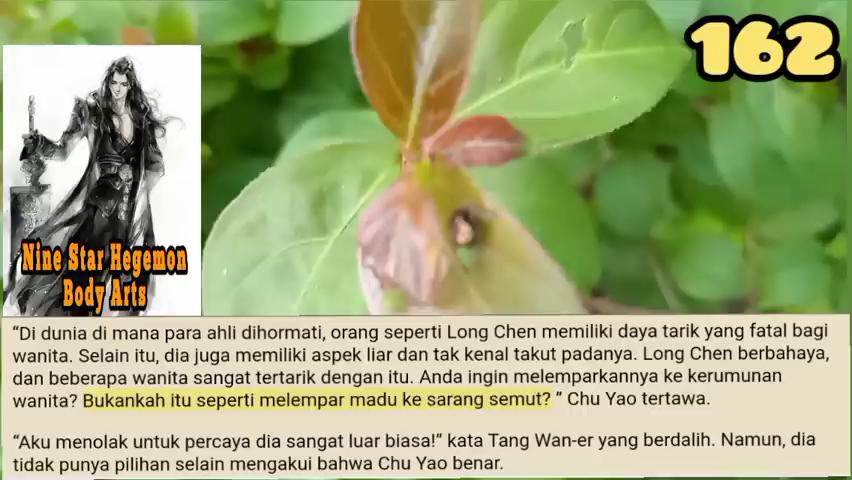 162
Nine Star Hegemon
Body Arts
“Di dunia di mana para ahli dihormati, orang seperti Long Chen memiliki daya tarik yang fatal bagi
wanita. Selain itu, dia juga memiliki aspek liar dan tak kenal takut padanya. Long Chen berbahaya,
dan beberapa wanita sangat tertarik dengan itu. Anda ingin melemparkannya ke kerumunan
wanita? Bukankah itu seperti melempar madu ke sarang semut? ” Chu Yao tertawa.
“Aku menolak untuk percaya dia sangat luar biasa!” kata Tang Wan-er yang berdalih. Namun, dia
tidak punya pilihan selain mengakui bahwa Chu Yao benar.